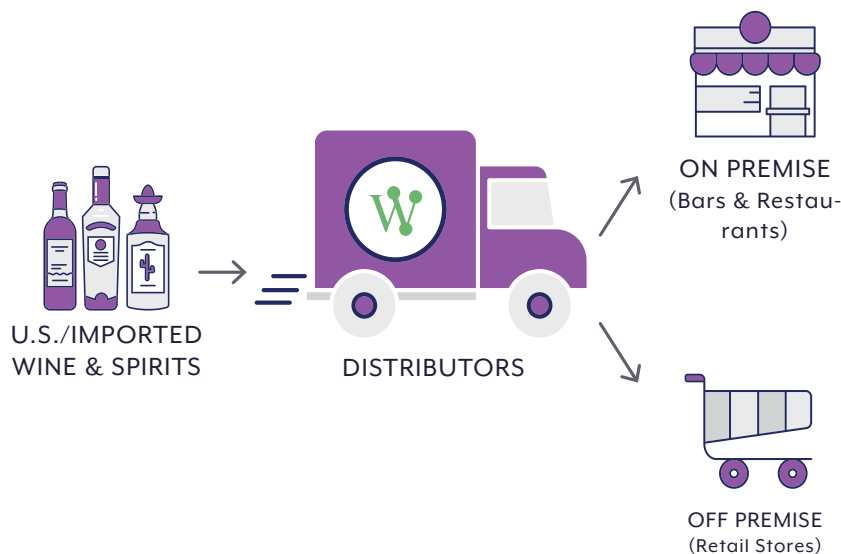 U.S./IMPORTED
WINE & SPIRITS
W
DISTRIBUTORS
ON PREMISE
(Bars & Restau-
rants)
OFF PREMISE
(Retail Stores)